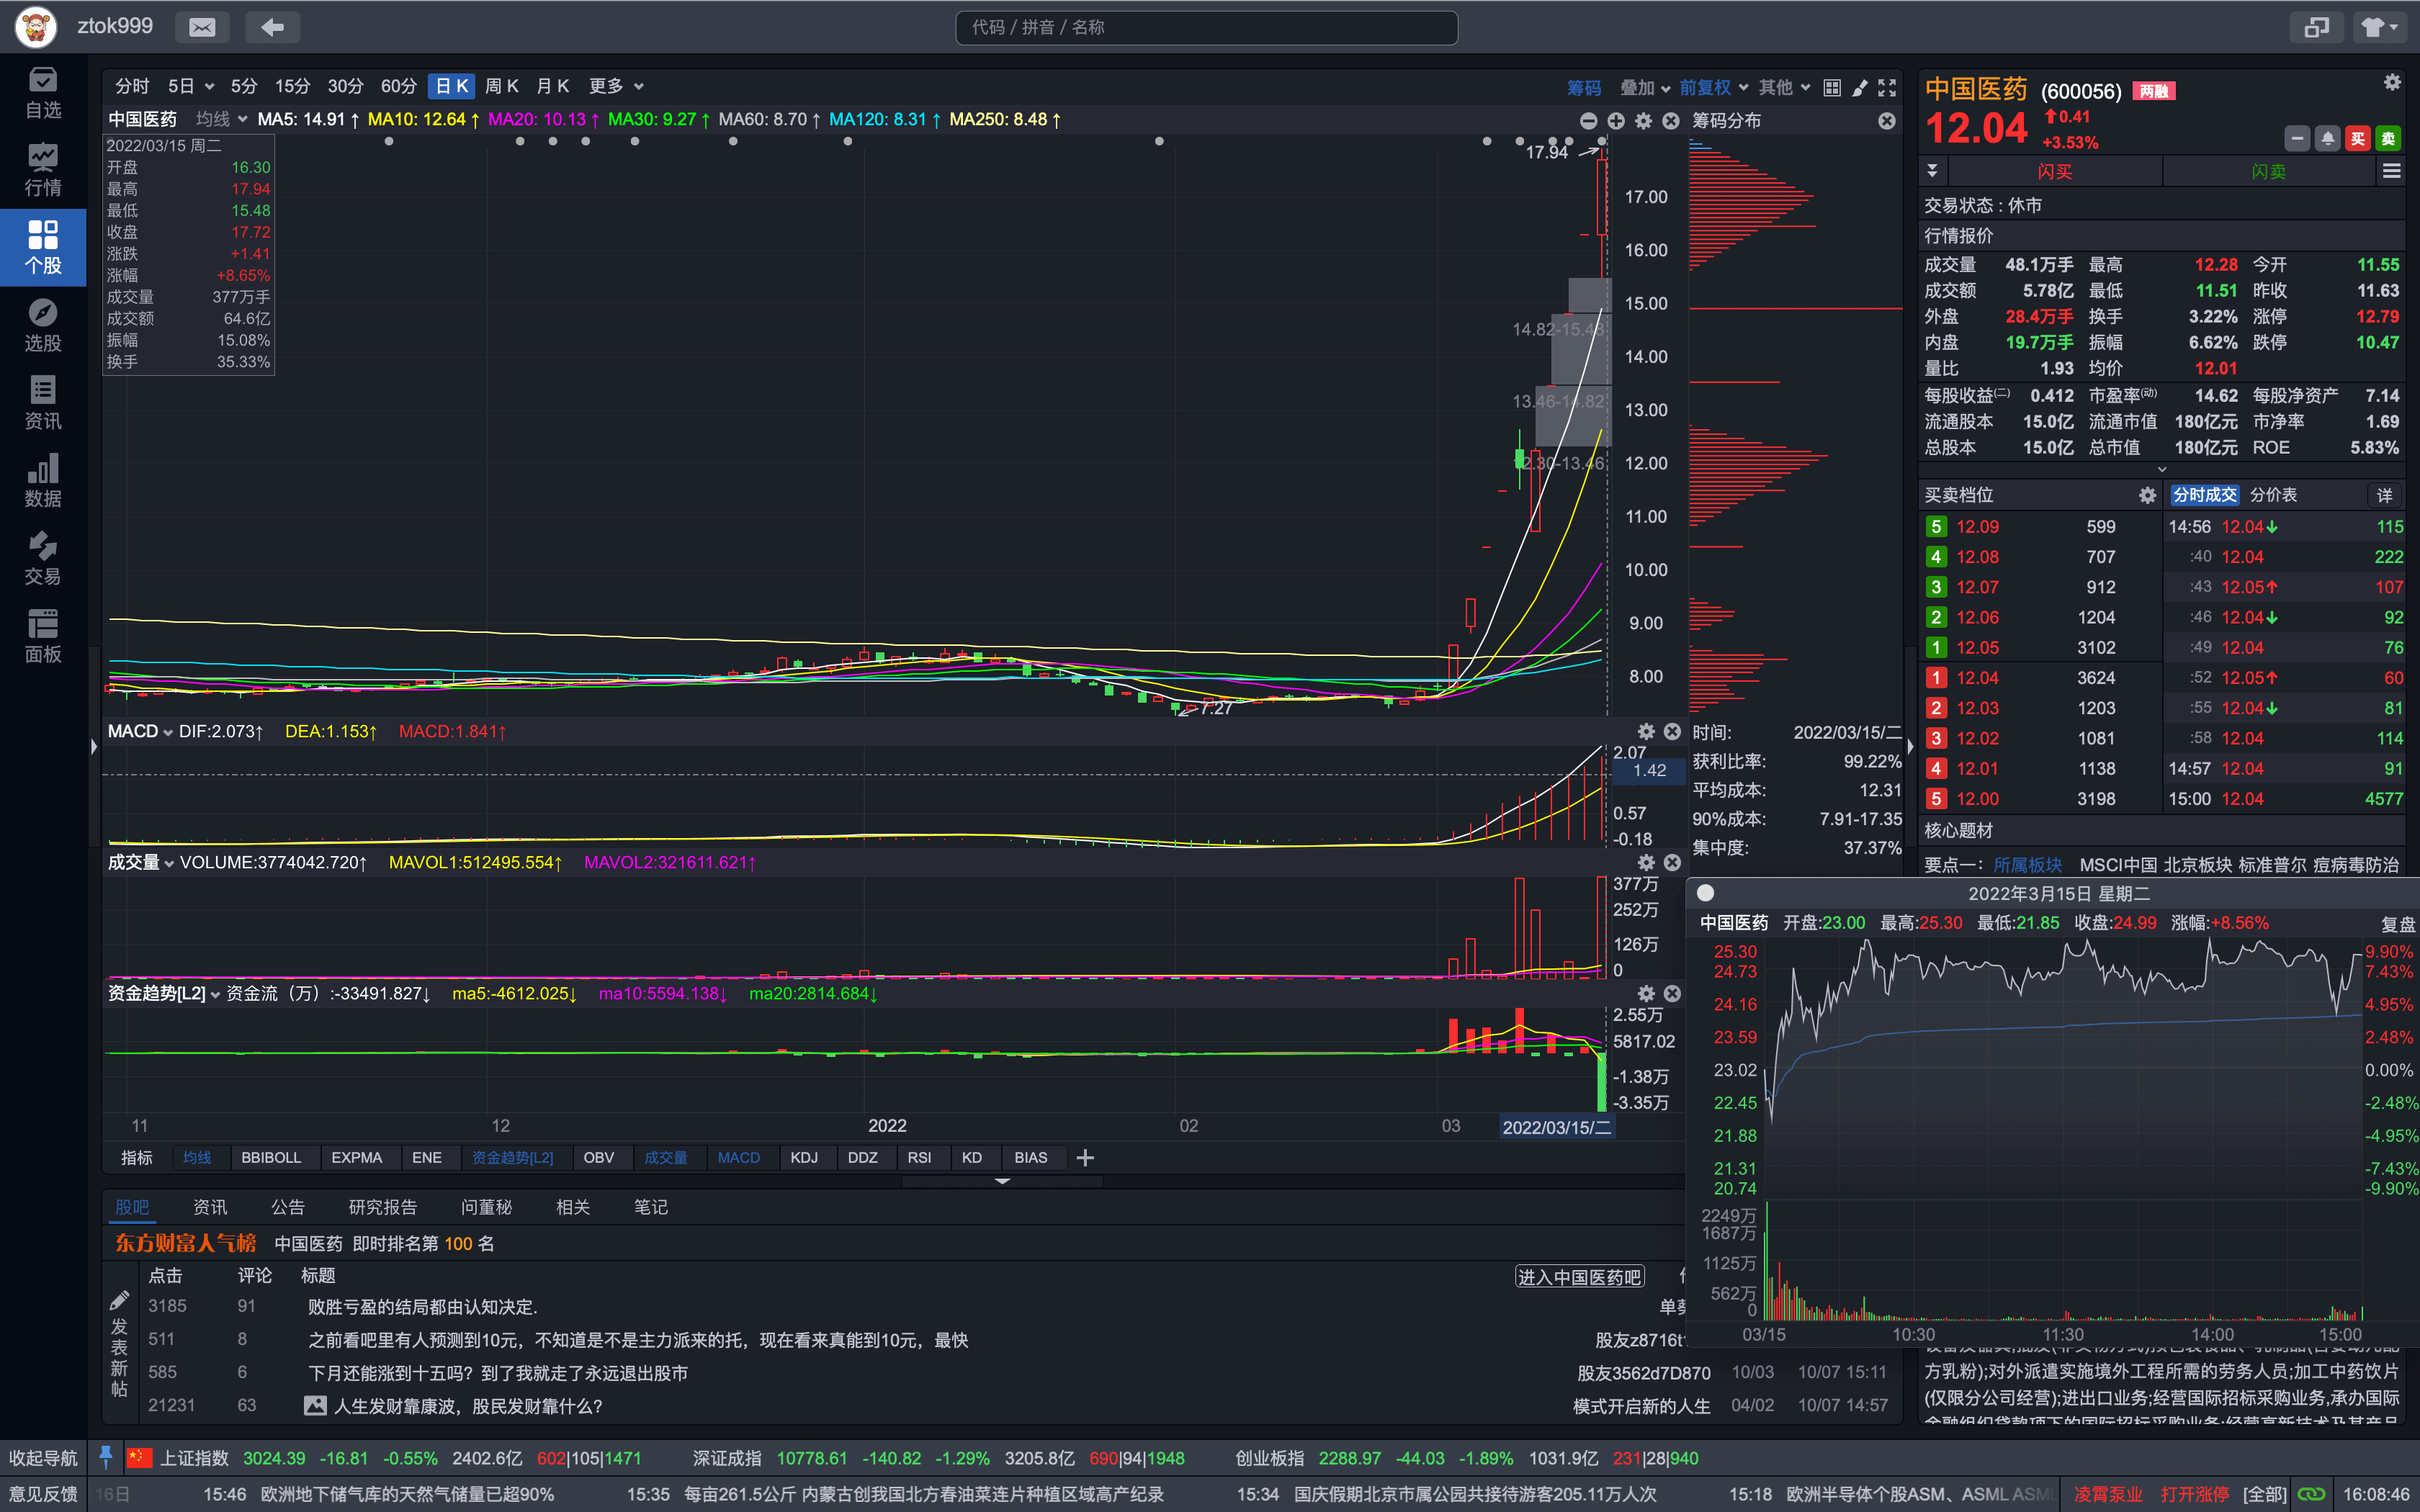 ztok999
代码 / 拼音 / 名称
自选
行情
个股
选股
资讯
数据
交易
面板
分时 5日 5分 15分 30分 60分 日K 周K 月K 更多 筹码 叠加 前复权 其他
中国医药 均线 MA5: 14.91↑ MA10: 12.64↑ MA20: 10.13↑ MA30: 9.27↑ MA60: 8.70↑ MA120: 8.31↑ MA250: 8.48↑
筹码分布
2022/03/15 周二
开盘 16.30
最高 17.94
最低 15.48
收盘 17.72
涨跌 +1.41
涨幅 +8.65%
成交量 377万手
成交额 64.6亿
振幅 15.08%
换手 35.33%
17.94
17.00
16.00
15.00
14.82-15.48
14.00
13.46-14.82
13.00
12.30-13.46
12.00
11.00
10.00
9.00
8.00
7.27
MACD DIF:2.073↑ DEA:1.153↑ MACD:1.841↑
2.07
1.42
0.57
-0.18
成交量 VOLUME:3774042.720↑ MAVOL1:512495.554↑ MAVOL2:321611.621↑
377万
252万
126万
0
资金趋势[L2] 资金流（万）:-33491.827↓ ma5:-4612.025↓ ma10:5594.138↓ ma20:2814.684↓
2.55万
5817.02
-1.38万
-3.35万
11 12 2022 02 03 2022/03/15/二
指标 均线 BBIBOLL EXPMA ENE 资金趋势[L2] OBV 成交量 MACD KDJ DDZ RSI KD BIAS
时间: 2022/03/15/二
获利比率: 99.22%
平均成本: 12.31
90%成本: 7.91-17.35
集中度: 37.37%
股吧 资讯 公告 研究报告 问董秘 相关 笔记
东方财富人气榜 中国医药 即时排名第 100 名
点击 评论 标题 进入中国医药吧
3185 91 败胜亏盈的结局都由认知决定.
511 8 之前看吧里有人预测到10元，不知道是不是主力派来的托，现在看来真能到10元，最快 股友z8716t
585 6 下月还能涨到十五吗？到了我就走了永远退出股市 股友3562d7D870 10/03 10/07 15:11
21231 63 人生发财靠康波，股民发财靠什么? 模式开启新的人生 04/02 10/07 14:57
发表新帖
中国医药 (600056) 两融
12.04 0.41
+3.53%
买 卖
闪买 闪卖
交易状态 : 休市
行情报价
成交量 48.1万手 最高 12.28 今开 11.55
成交额 5.78亿 最低 11.51 昨收 11.63
外盘 28.4万手 换手 3.22% 涨停 12.79
内盘 19.7万手 振幅 6.62% 跌停 10.47
量比 1.93 均价 12.01
每股收益(二) 0.412 市盈率(动) 14.62 每股净资产 7.14
流通股本 15.0亿 流通市值 180亿元 市净率 1.69
总股本 15.0亿 总市值 180亿元 ROE 5.83%
买卖档位 分时成交 分价表 详
5 12.09 599 14:56 12.04↓ 115
4 12.08 707 :40 12.04 222
3 12.07 912 :43 12.05↑ 107
2 12.06 1204 :46 12.04↓ 92
1 12.05 3102 :49 12.04 76
1 12.04 3624 :52 12.05↑ 60
2 12.03 1203 :55 12.04↓ 81
3 12.02 1081 :58 12.04 114
4 12.01 1138 14:57 12.04 91
5 12.00 3198 15:00 12.04 4577
核心题材
要点一： 所属板块 MSCI中国 北京板块 标准普尔 痘病毒防治
2022年3月15日 星期二
中国医药 开盘:23.00 最高:25.30 最低:21.85 收盘:24.99 涨幅:+8.56% 复盘
25.30 9.90%
24.73 7.43%
24.16 4.95%
23.59 2.48%
23.02 0.00%
22.45 -2.48%
21.88 -4.95%
21.31 -7.43%
20.74 -9.90%
2249万
1687万
1125万
562万
0
03/15 10:30 11:30 14:00 15:00
方乳粉);对外派遣实施境外工程所需的劳务人员;加工中药饮片
(仅限分公司经营);进出口业务;经营国际招标采购业务,承办国际
收起导航 上证指数 3024.39 -16.81 -0.55% 2402.6亿 602|105|1471 深证成指 10778.61 -140.82 -1.29% 3205.8亿 690|94|1948 创业板指 2288.97 -44.03 -1.89% 1031.9亿 231|28|940
意见反馈 16日 15:46 欧洲地下储气库的天然气储量已超90% 15:35 每亩261.5公斤 内蒙古创我国北方春油菜连片种植区域高产纪录 15:34 国庆假期北京市属公园共接待游客205.11万人次 15:18 欧洲半导体个股ASM、ASML 凌霄泵业 打开涨停 [全部] 16:08:46